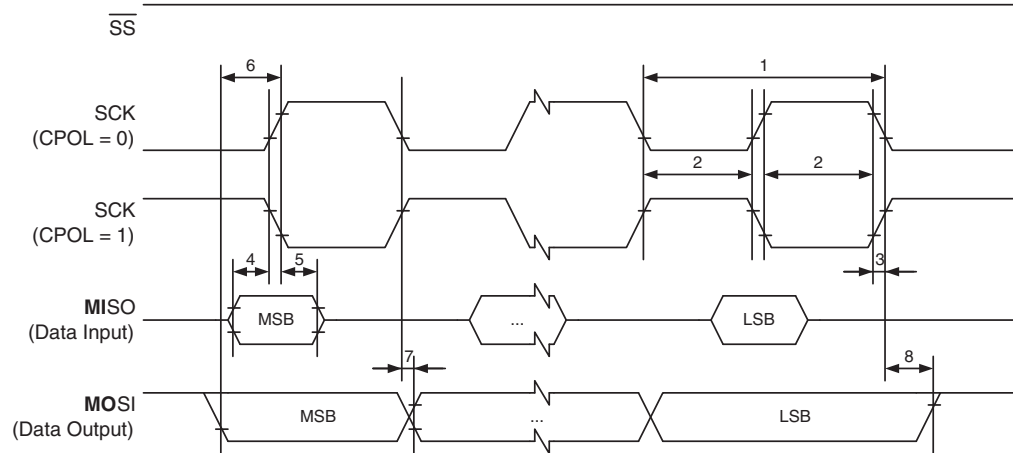 SS
6
1
SCK
(CPOL = 0)
2
2
SCK
(CPOL = 1)
4
5
3
MISO
(Data Input)
MSB
...
LSB
7
8
MOSI
(Data Output)
MSB
...
LSB